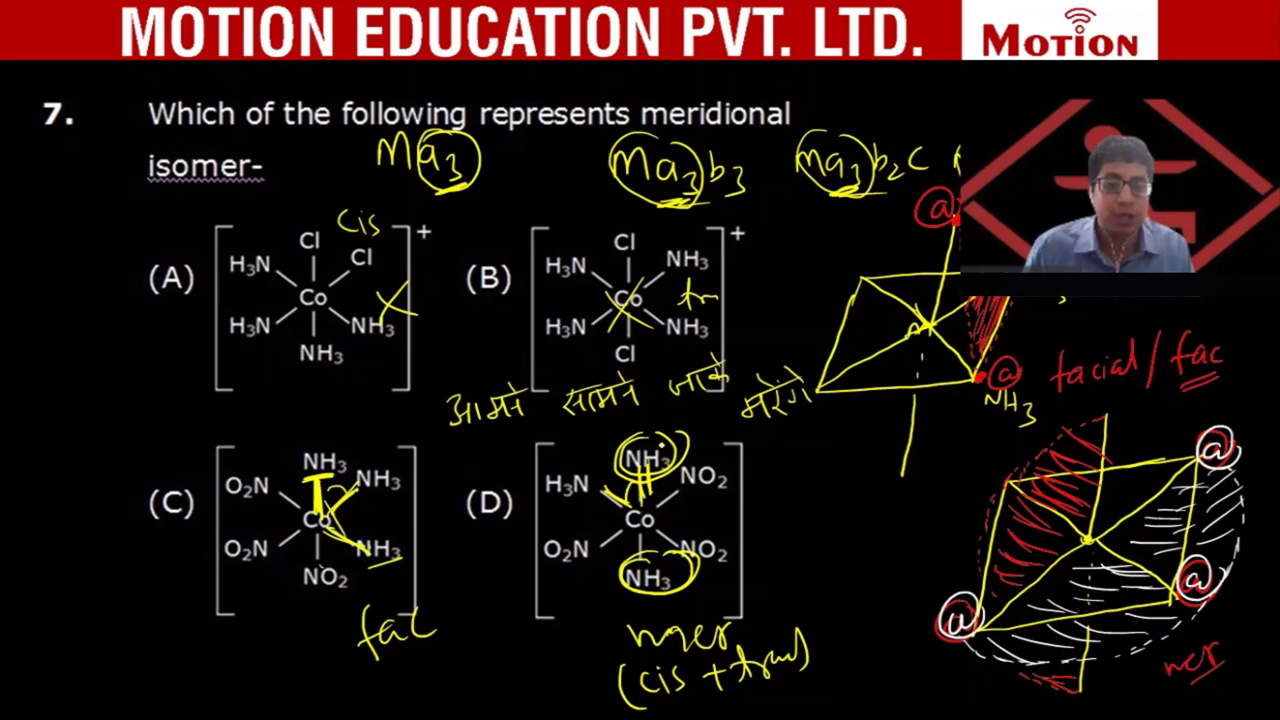 MOTION EDUCATION PVT. LTD.
MOTION
7. Which of the following represents meridional
isomer-
Ma3
Ma3b3
Ma3b2C
(A)
Cl
Cl
H3N
Co
H3N
NH3
NH3
+
Cis
(B)
Cl
H3N
NH3
Co
H3N
NH3
Cl
+
आमने सामने जाके मरेंगे
a
a
NH3
facial/fac
(C)
NH3
O2N
NH3
Co
O2N
NH3
NO2
fac
(D)
NH3
H3N
NO2
Co
O2N
NO2
NH3
mer
(cis + trans)
a
a
a
mer